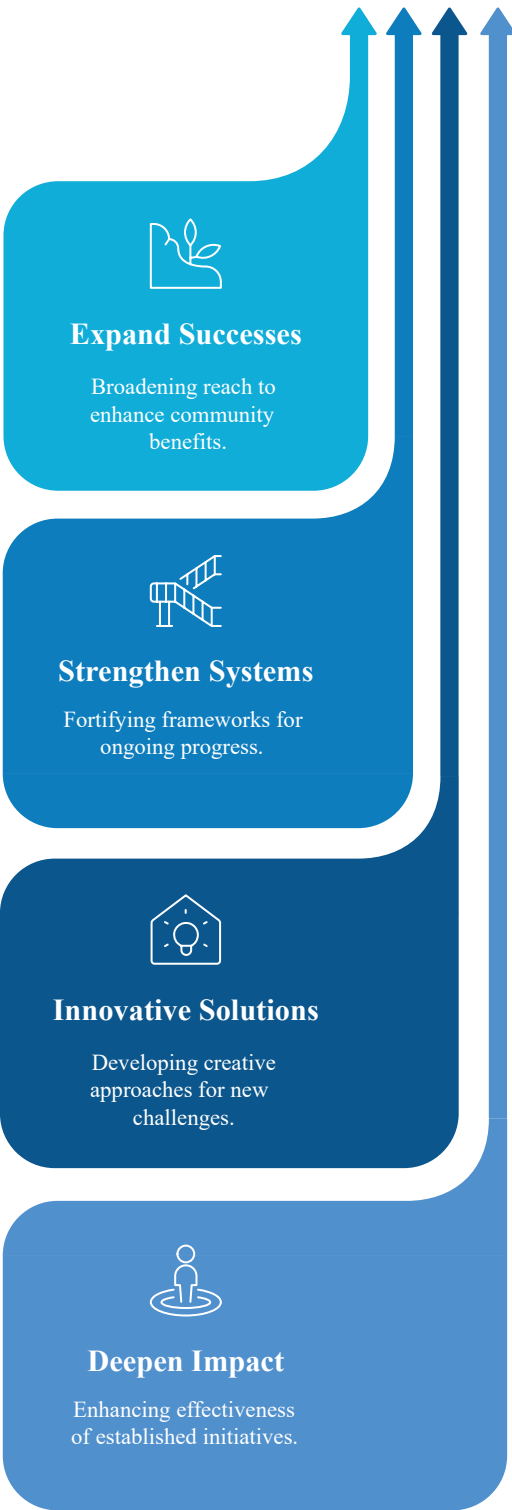 Expand Successes
Broadening reach to
enhance community
benefits.
Strengthen Systems
Fortifying frameworks for
ongoing progress.
Innovative Solutions
Developing creative
approaches for new
challenges.
Deepen Impact
Enhancing effectiveness
of established initiatives.